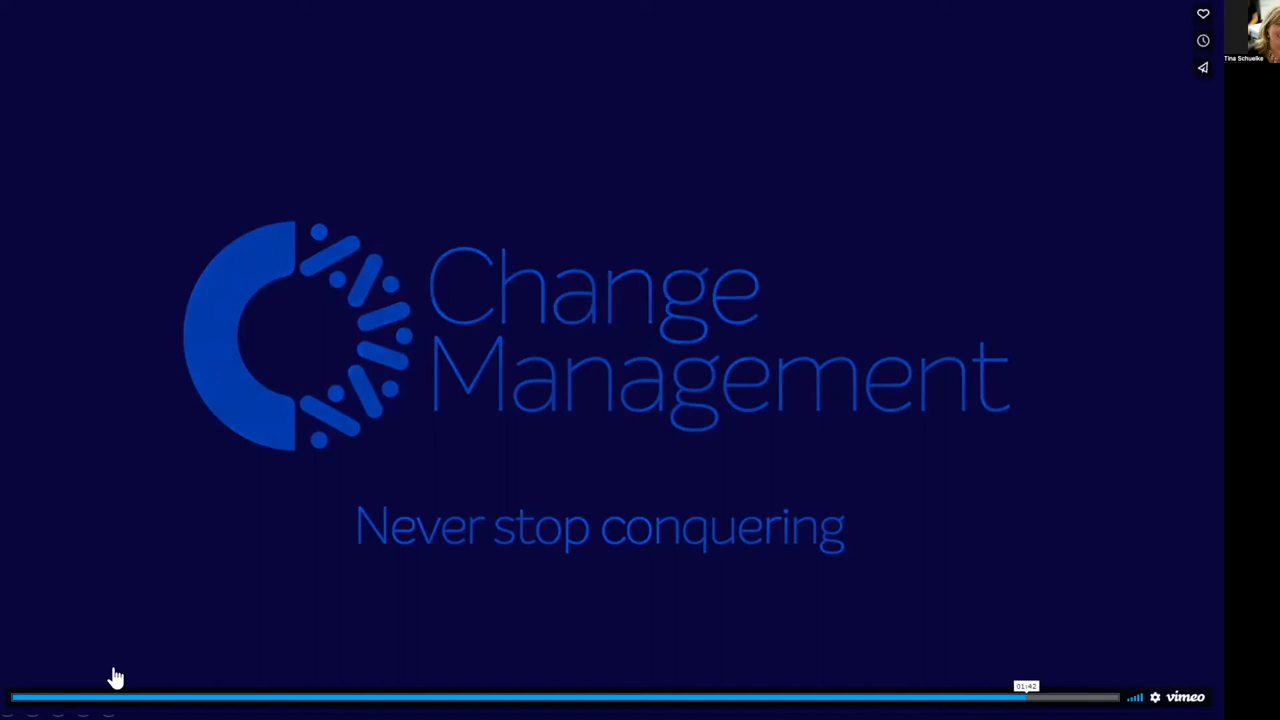 Tina Schuelke
Change
Management
Never stop conquering
01:42
vimeo